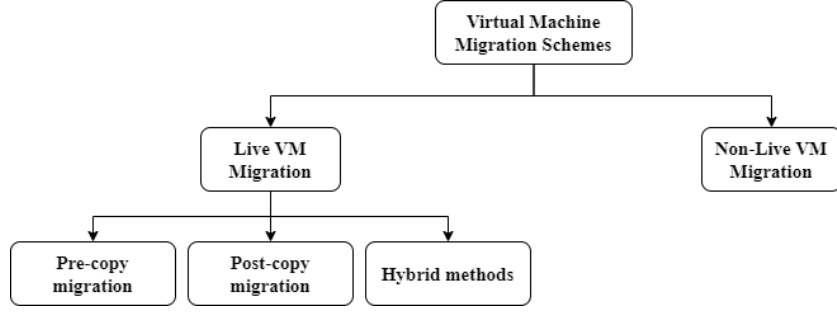 Virtual Machine
Migration Schemes
Live VM
Migration
Non-Live VM
Migration
Pre-copy
migration
Post-copy
migration
Hybrid methods